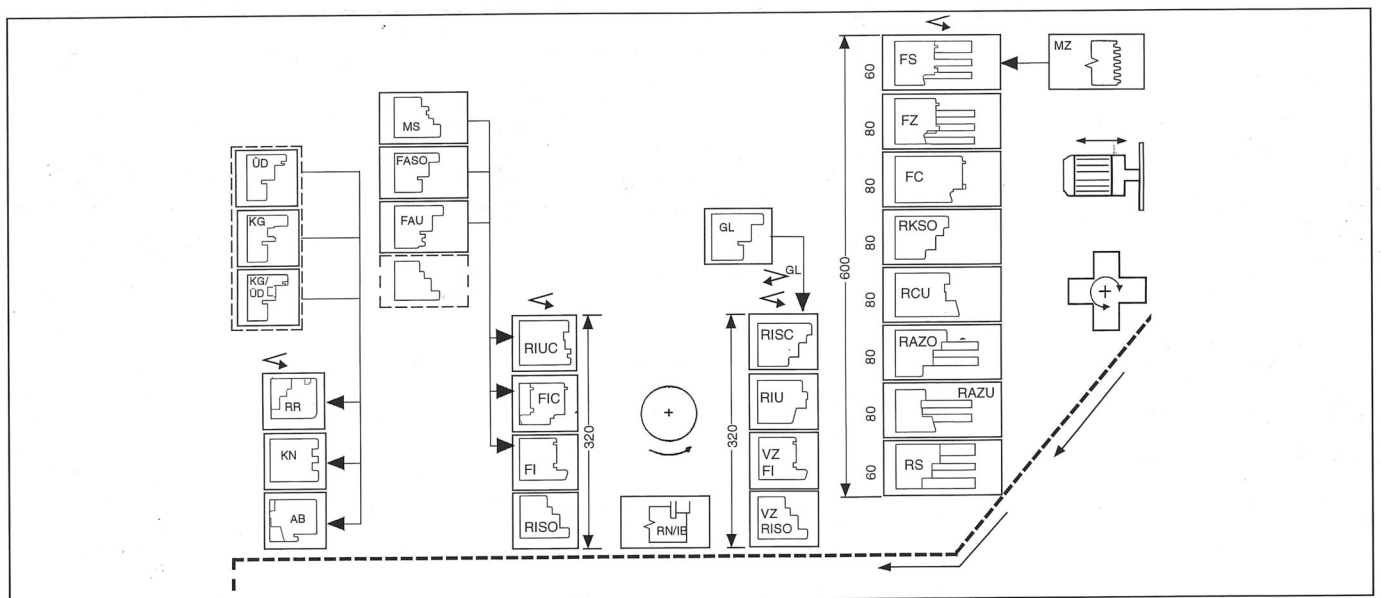 FS
60
MZ
FZ
80
FC
80
RKSO
80
600
RCU
80
RAZO
80
RAZU
80
RS
60
MS
FASO
FAU
ÜD
KG
KG/
ÜD
GL
GL
RR
KN
AB
RIUC
FIC
FI
RISO
320
RN/IB
RISC
RIU
VZ
FI
VZ
RISO
320